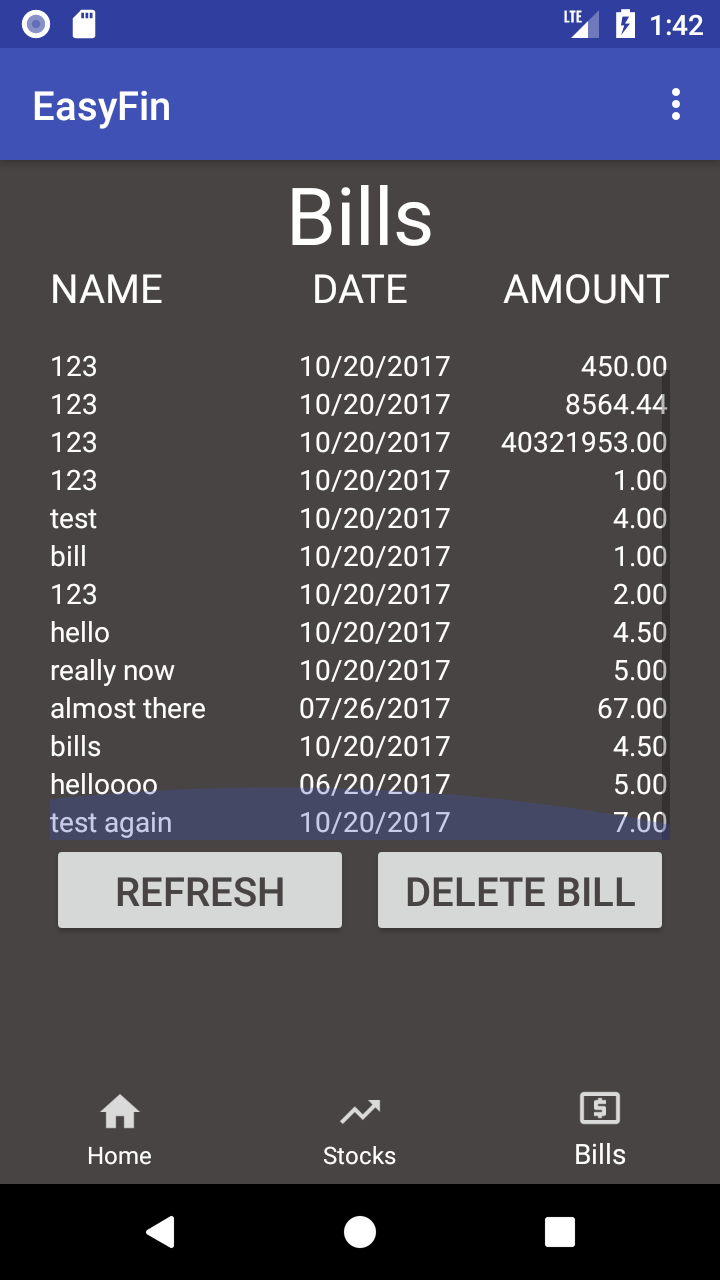 LTE 1:42
EasyFin
Bills
NAME DATE AMOUNT
123 10/20/2017 450.00
123 10/20/2017 8564.44
123 10/20/2017 40321953.00
123 10/20/2017 1.00
test 10/20/2017 4.00
bill 10/20/2017 1.00
123 10/20/2017 2.00
hello 10/20/2017 4.50
really now 10/20/2017 5.00
almost there 07/26/2017 67.00
bills 10/20/2017 4.50
helloooo 06/20/2017 5.00
test again 10/20/2017 7.00
REFRESH DELETE BILL
Home Stocks Bills